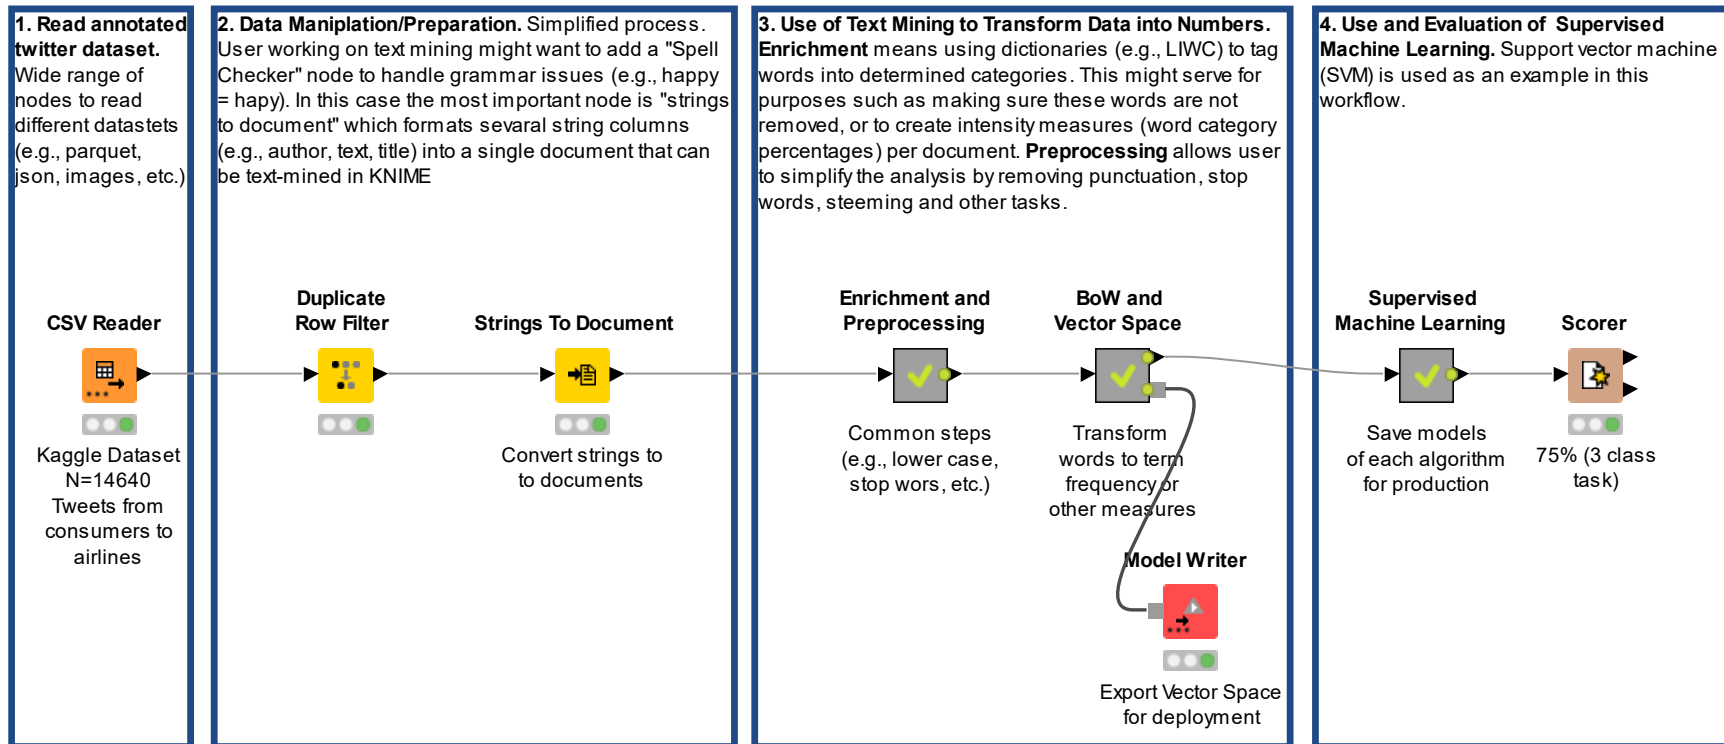 1. Read annotated
twitter dataset.
Wide range of
nodes to read
different datastets
(e.g., parquet,
json, images, etc.)
2. Data Maniplation/Preparation. Simplified process.
User working on text mining might want to add a "Spell
Checker" node to handle grammar issues (e.g., happy
= hapy). In this case the most important node is "strings
to document" which formats sevaral string columns
(e.g., author, text, title) into a single document that can
be text-mined in KNIME
3. Use of Text Mining to Transform Data into Numbers.
Enrichment means using dictionaries (e.g., LIWC) to tag
words into determined categories. This might serve for
purposes such as making sure these words are not
removed, or to create intensity measures (word category
percentages) per document. Preprocessing allows user
to simplify the analysis by removing punctuation, stop
words, steeming and other tasks.
4. Use and Evaluation of Supervised
Machine Learning. Support vector machine
(SVM) is used as an example in this
workflow.
CSV Reader
Kaggle Dataset
N=14640
Tweets from
consumers to
airlines
Duplicate
Row Filter
Strings To Document
Convert strings to
to documents
Enrichment and
Preprocessing
Common steps
(e.g., lower case,
stop wors, etc.)
BoW and
Vector Space
Transform
words to term
frequency or
other measures
Model Writer
Export Vector Space
for deployment
Supervised
Machine Learning
Save models
of each algorithm
for production
Scorer
75% (3 class
task)